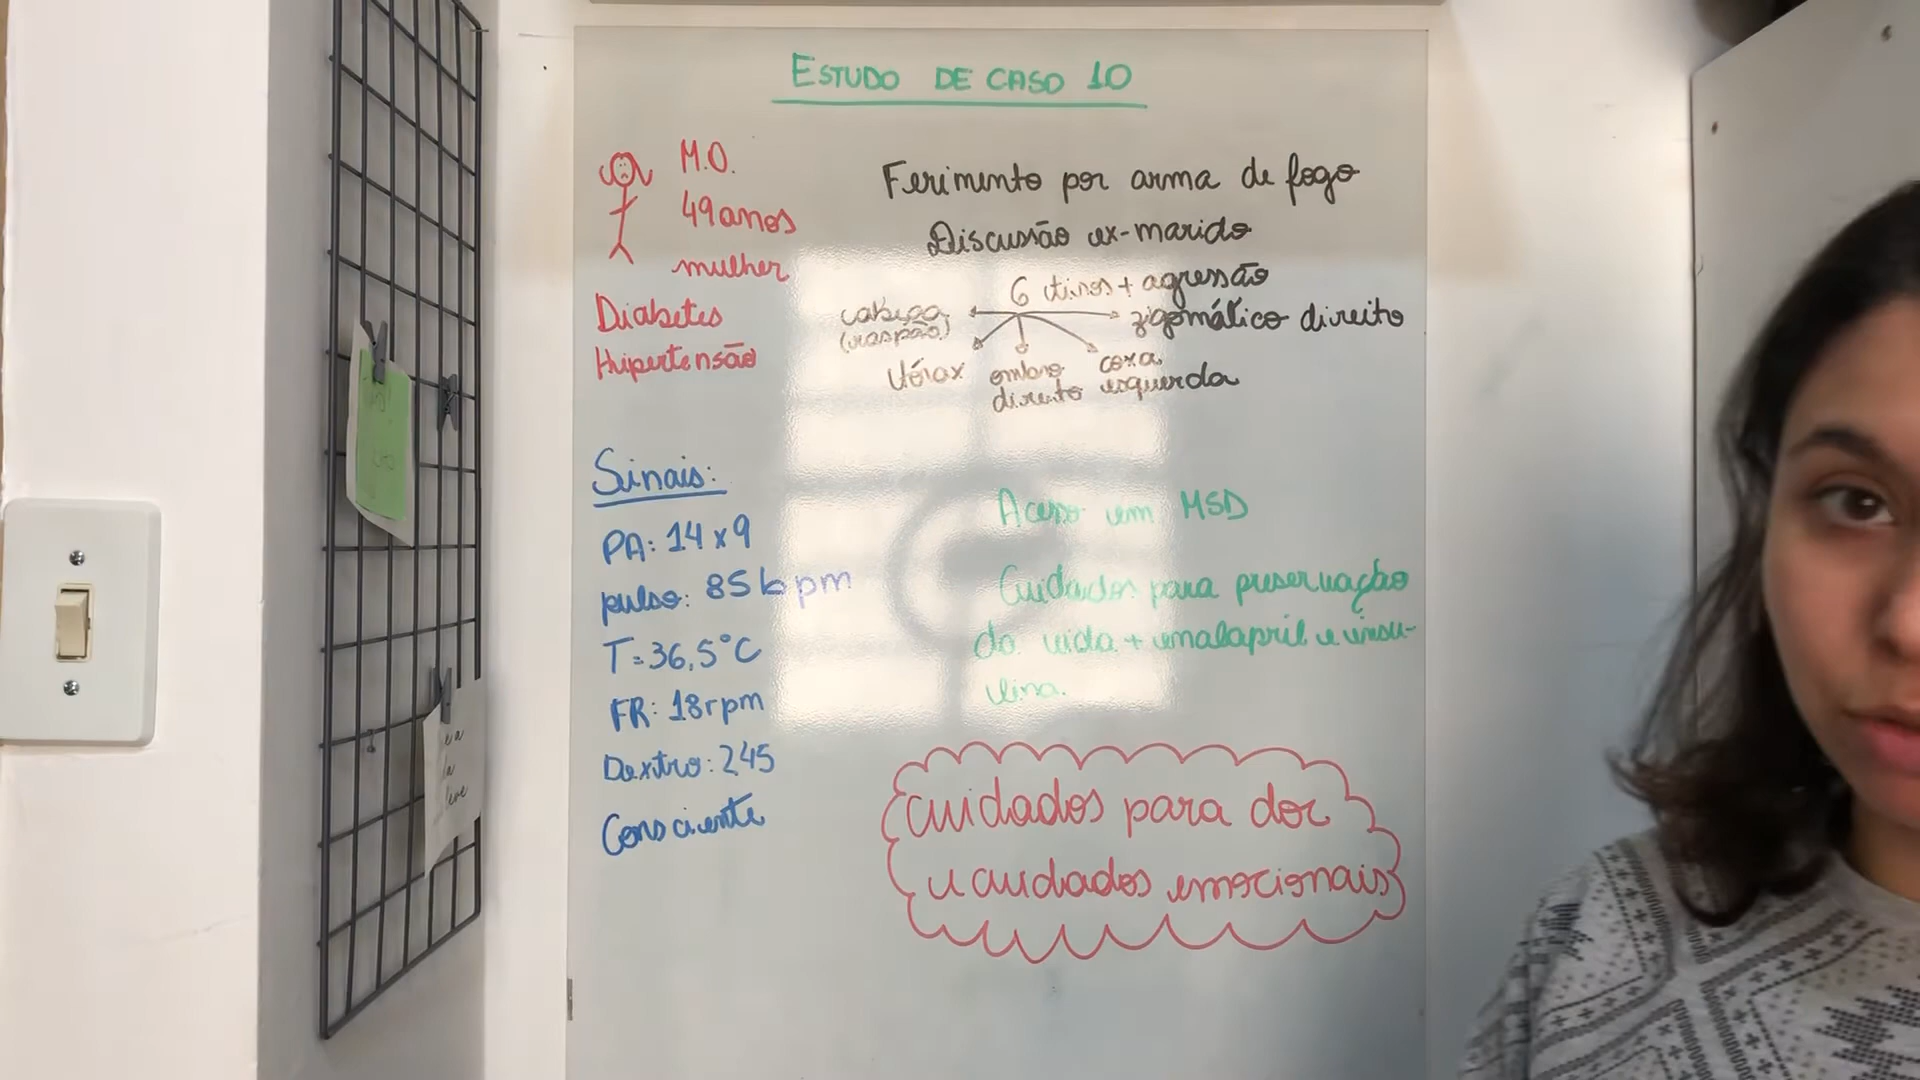 ESTUDO DE CASO 10
M.O.
49 anos
mulher
Diabetes
Hipertensão
Ferimento por arma de fogo
Discussão ex-marido
6 tiros + agressão
cabeça
(raspão)
zigomático direito
tórax
ombro
direito
coxa
esquerda
Sinais:
PA: 14 x 9
pulso: 85 bpm
T = 36,5°C
FR: 18rpm
Dextro: 245
Consciente
Acesso em MSD
Cuidados para preservação
da vida + enalapril e insu-
lina.
cuidados para dor
e cuidados emocionais